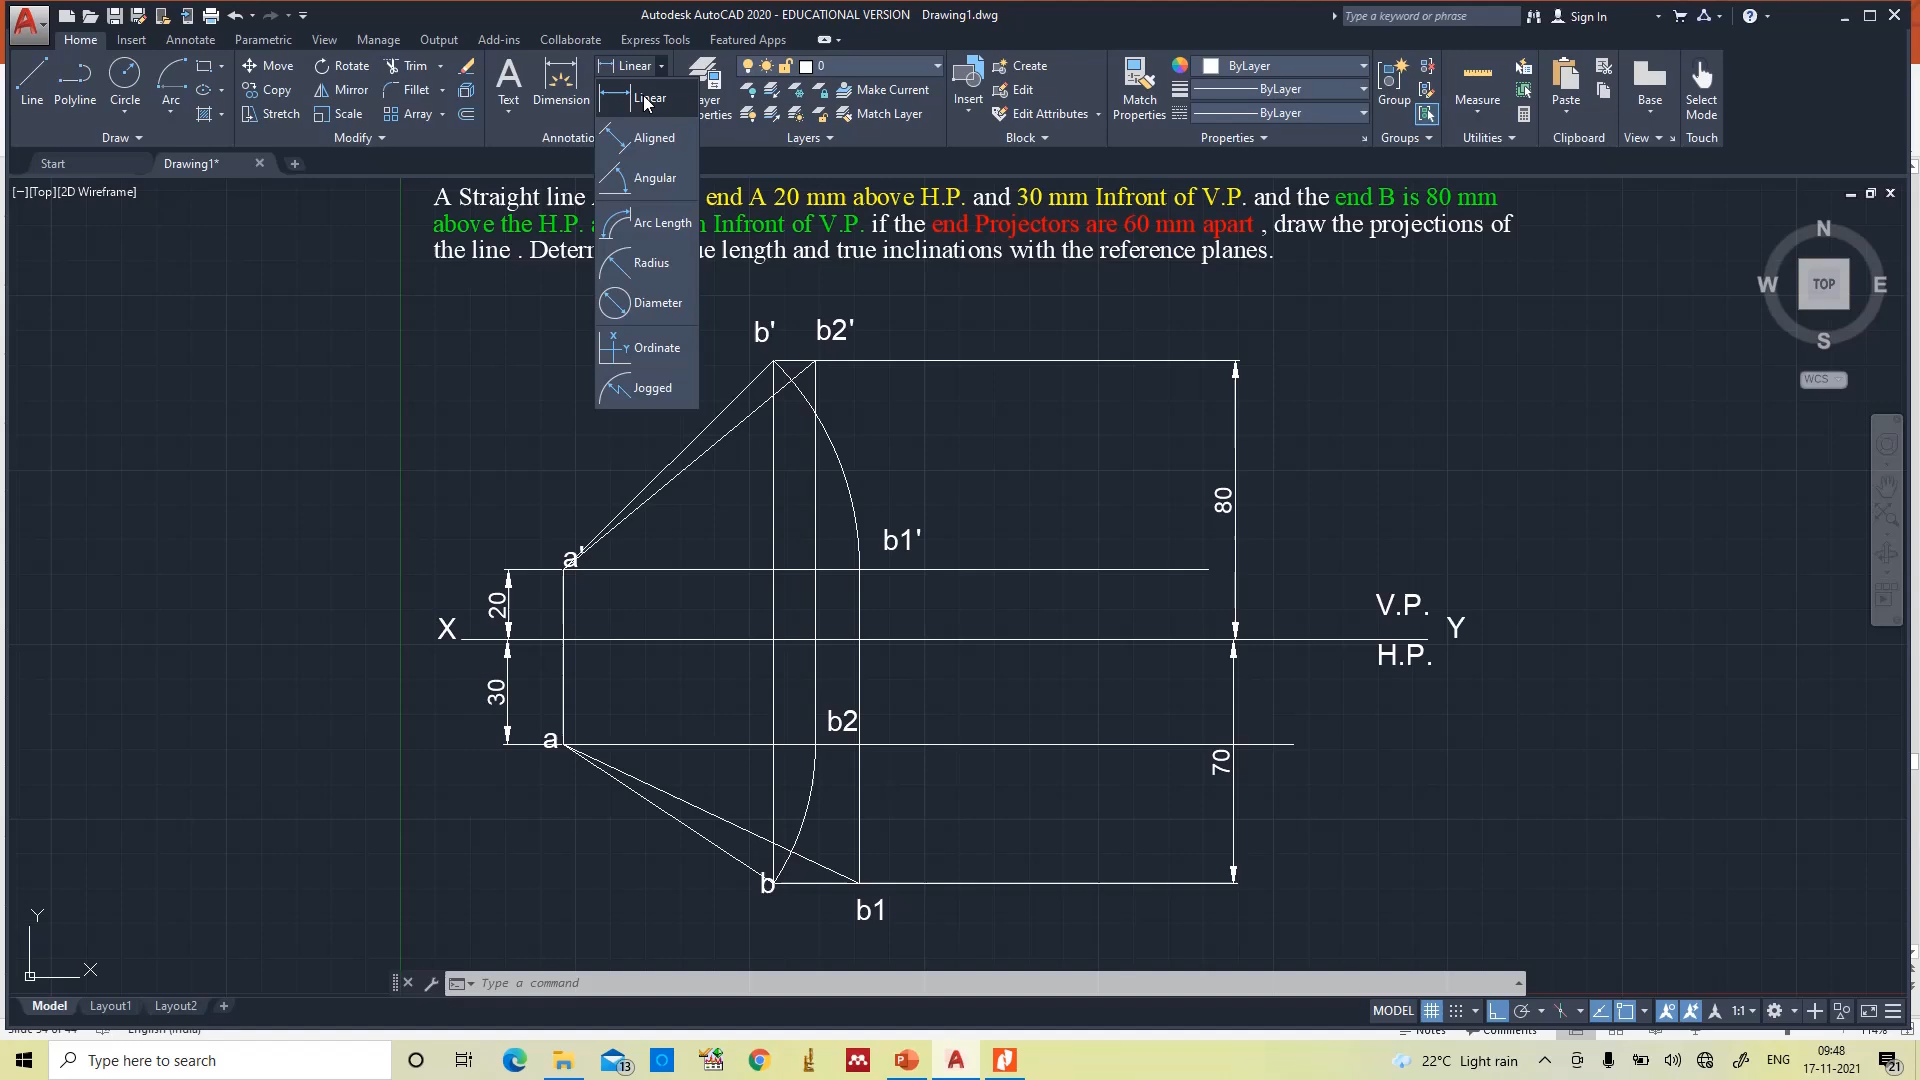 Autodesk AutoCAD 2020 - EDUCATIONAL VERSION Drawing1.dwg
Type a keyword or phrase
Sign In
Home Insert Annotate Parametric View Manage Output Add-ins Collaborate Express Tools Featured Apps
Line Polyline Circle Arc
Draw
Move Rotate Trim
Copy Mirror Fillet
Stretch Scale Array
Modify
Text Dimension
Linear
Linear
Aligned
Angular
Arc Length
Radius
Diameter
Ordinate
Jogged
Properties
0
Make Current
Match Layer
Layers
Insert
Create
Edit
Edit Attributes
Block
Match
Properties
ByLayer
ByLayer
ByLayer
Properties
Group
Groups
Measure
Utilities
Paste
Clipboard
Base
View
Select
Mode
Touch
Start Drawing1*
[−][Top][2D Wireframe]
A Straight line end A 20 mm above H.P. and 30 mm Infront of V.P. and the end B is 80 mm
above the H.P. Infront of V.P. if the end Projectors are 60 mm apart , draw the projections of
the line . length and true inclinations with the reference planes.
N
W TOP E
S
WCS
b' b2'
80
a' b1'
20
X V.P. Y
H.P.
30
b2
a
70
b
b1
Y
X
Type a command
Model Layout1 Layout2
MODEL 1:1
English (India)
Notes Comments
Type here to search
13
22°C Light rain
ENG
09:48
17-11-2021
21